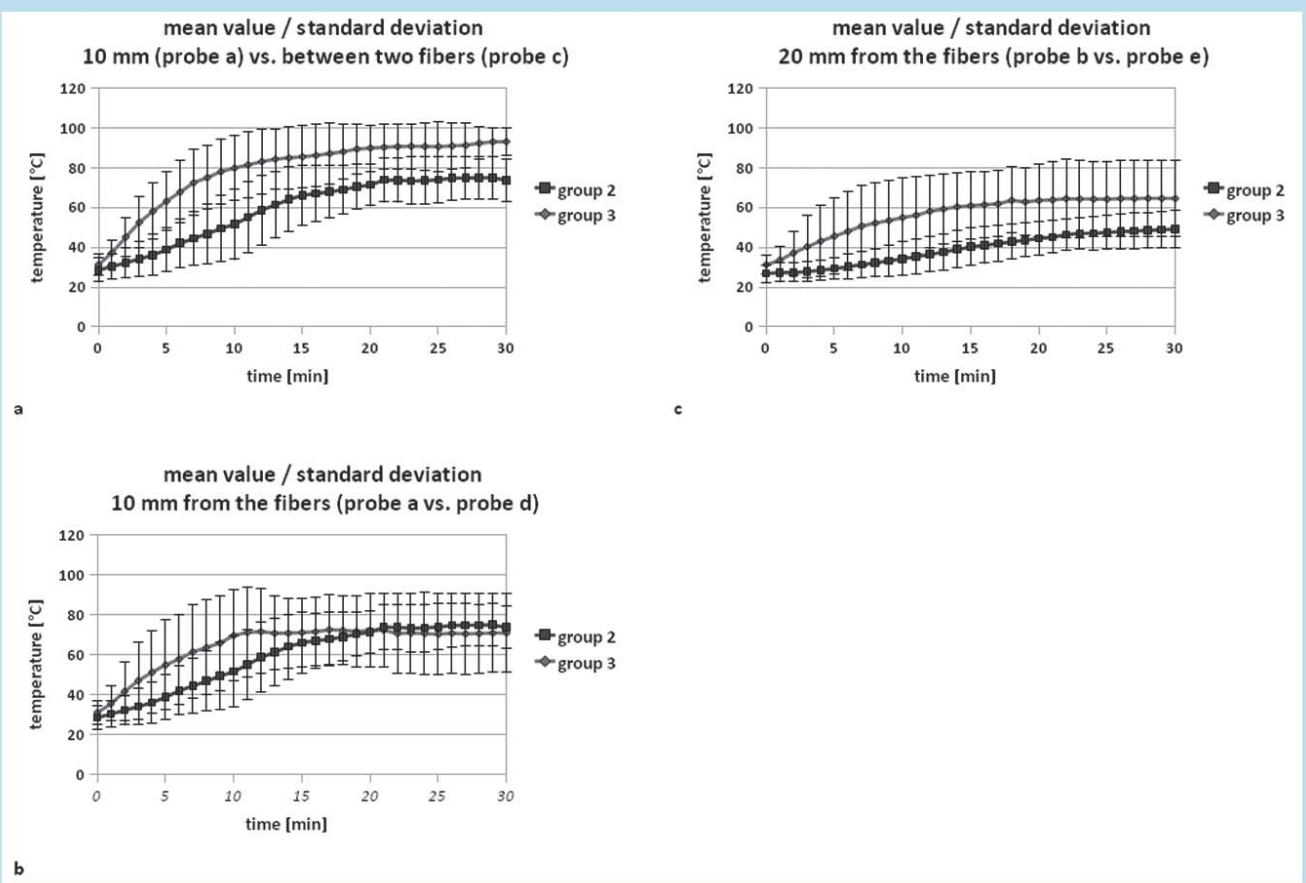 mean value / standard deviation
10 mm (probe a) vs. between two fibers (probe c)
120
100
80
60
40
20
0
temperature [°C]
0 5 10 15 20 25 30
time [min]
group 2
group 3
a
mean value / standard deviation
20 mm from the fibers (probe b vs. probe e)
120
100
80
60
40
20
0
temperature [°C]
0 5 10 15 20 25 30
time [min]
group 2
group 3
c
mean value / standard deviation
10 mm from the fibers (probe a vs. probe d)
120
100
80
60
40
20
0
temperature [°C]
0 5 10 15 20 25 30
time [min]
group 2
group 3
b